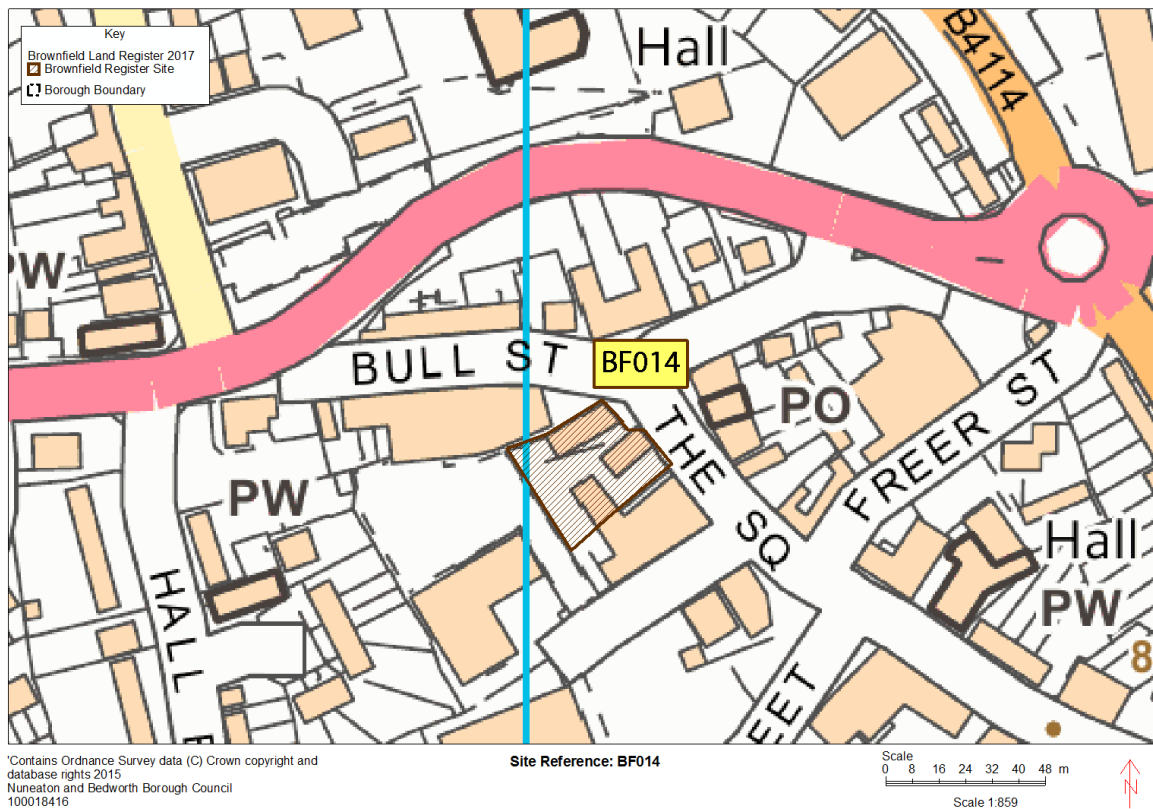 Key
Brownfield Land Register 2017
Brownfield Register Site
Borough Boundary
Hall
B4114
PW
BULL ST
BF014
PO
THE SQ
FREER ST
PW
HALL
Hall
PW
8
EET
'Contains Ordnance Survey data (C) Crown copyright and
database rights 2015
Nuneaton and Bedworth Borough Council
100018416
Site Reference: BF014
Scale
0 8 16 24 32 40 48 m
Scale 1:859